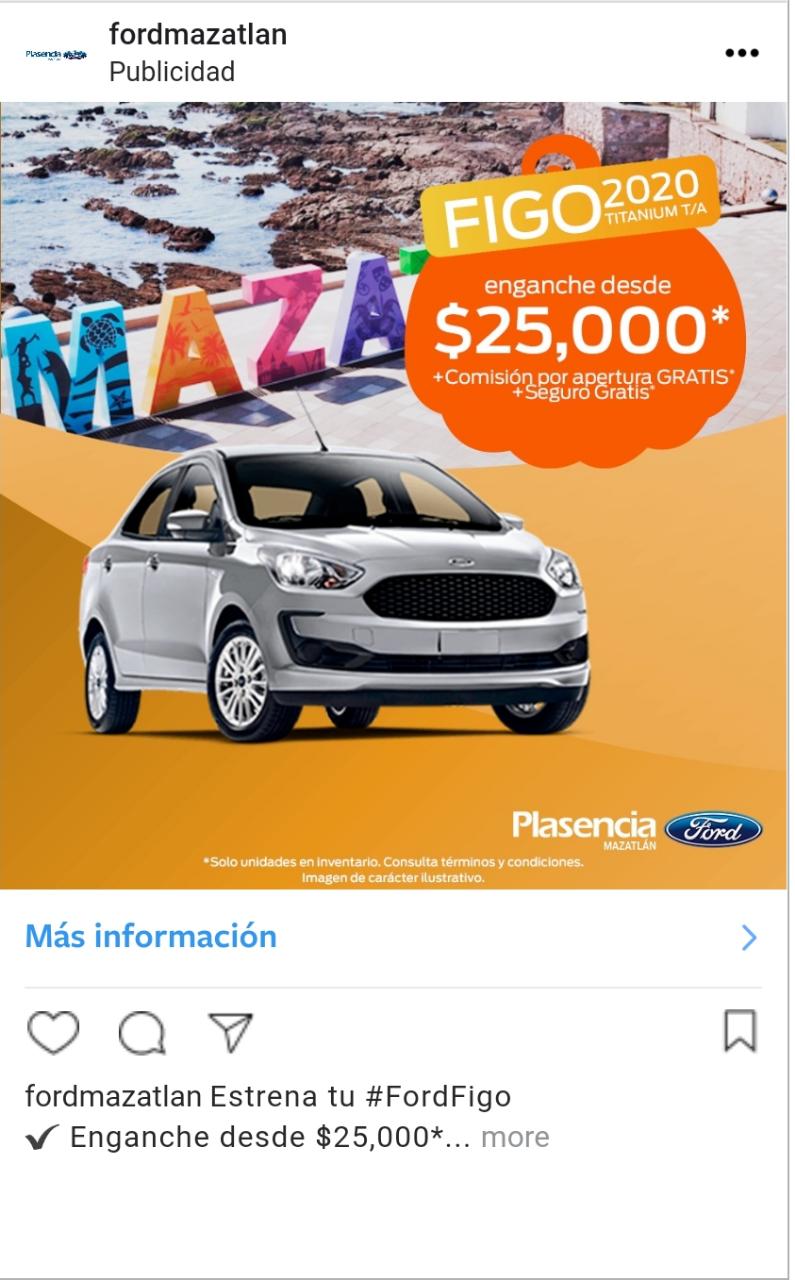 fordmazatlan
Plasencia
Publicidad
MAZA
FIGO 2020
TITANIUM T/A
enganche desde
$25,000*
+Comisión por apertura GRATIS*
+Seguro Gratis*
Plasencia Ford
MAZATLÁN
*Solo unidades en inventario. Consulta términos y condiciones.
Imagen de carácter ilustrativo.
Más información
fordmazatlan Estrena tu #FordFigo
✔ Enganche desde $25,000*... more